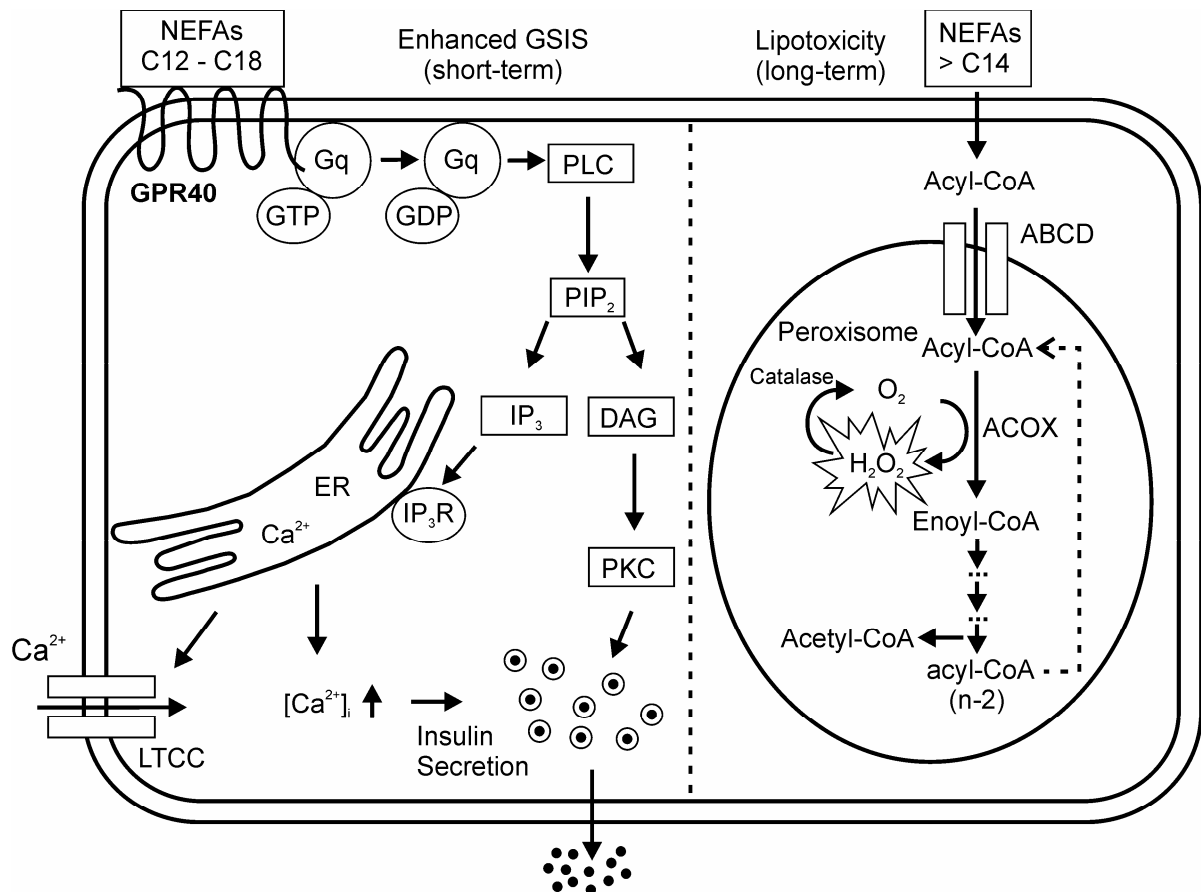 NEFAs
C12 - C18
Enhanced GSIS
(short-term)
Lipotoxicity
(long-term)
NEFAs
> C14
GPR40
Gq
GTP
Gq
GDP
PLC
PIP₂
IP₃
DAG
IP₃R
PKC
ER
Ca²⁺
Ca²⁺
LTCC
[Ca²⁺]ᵢ
Insulin
Secretion
Acyl-CoA
ABCD
Peroxisome
Acyl-CoA
Catalase
O₂
H₂O₂
ACOX
Enoyl-CoA
Acetyl-CoA
acyl-CoA
(n-2)